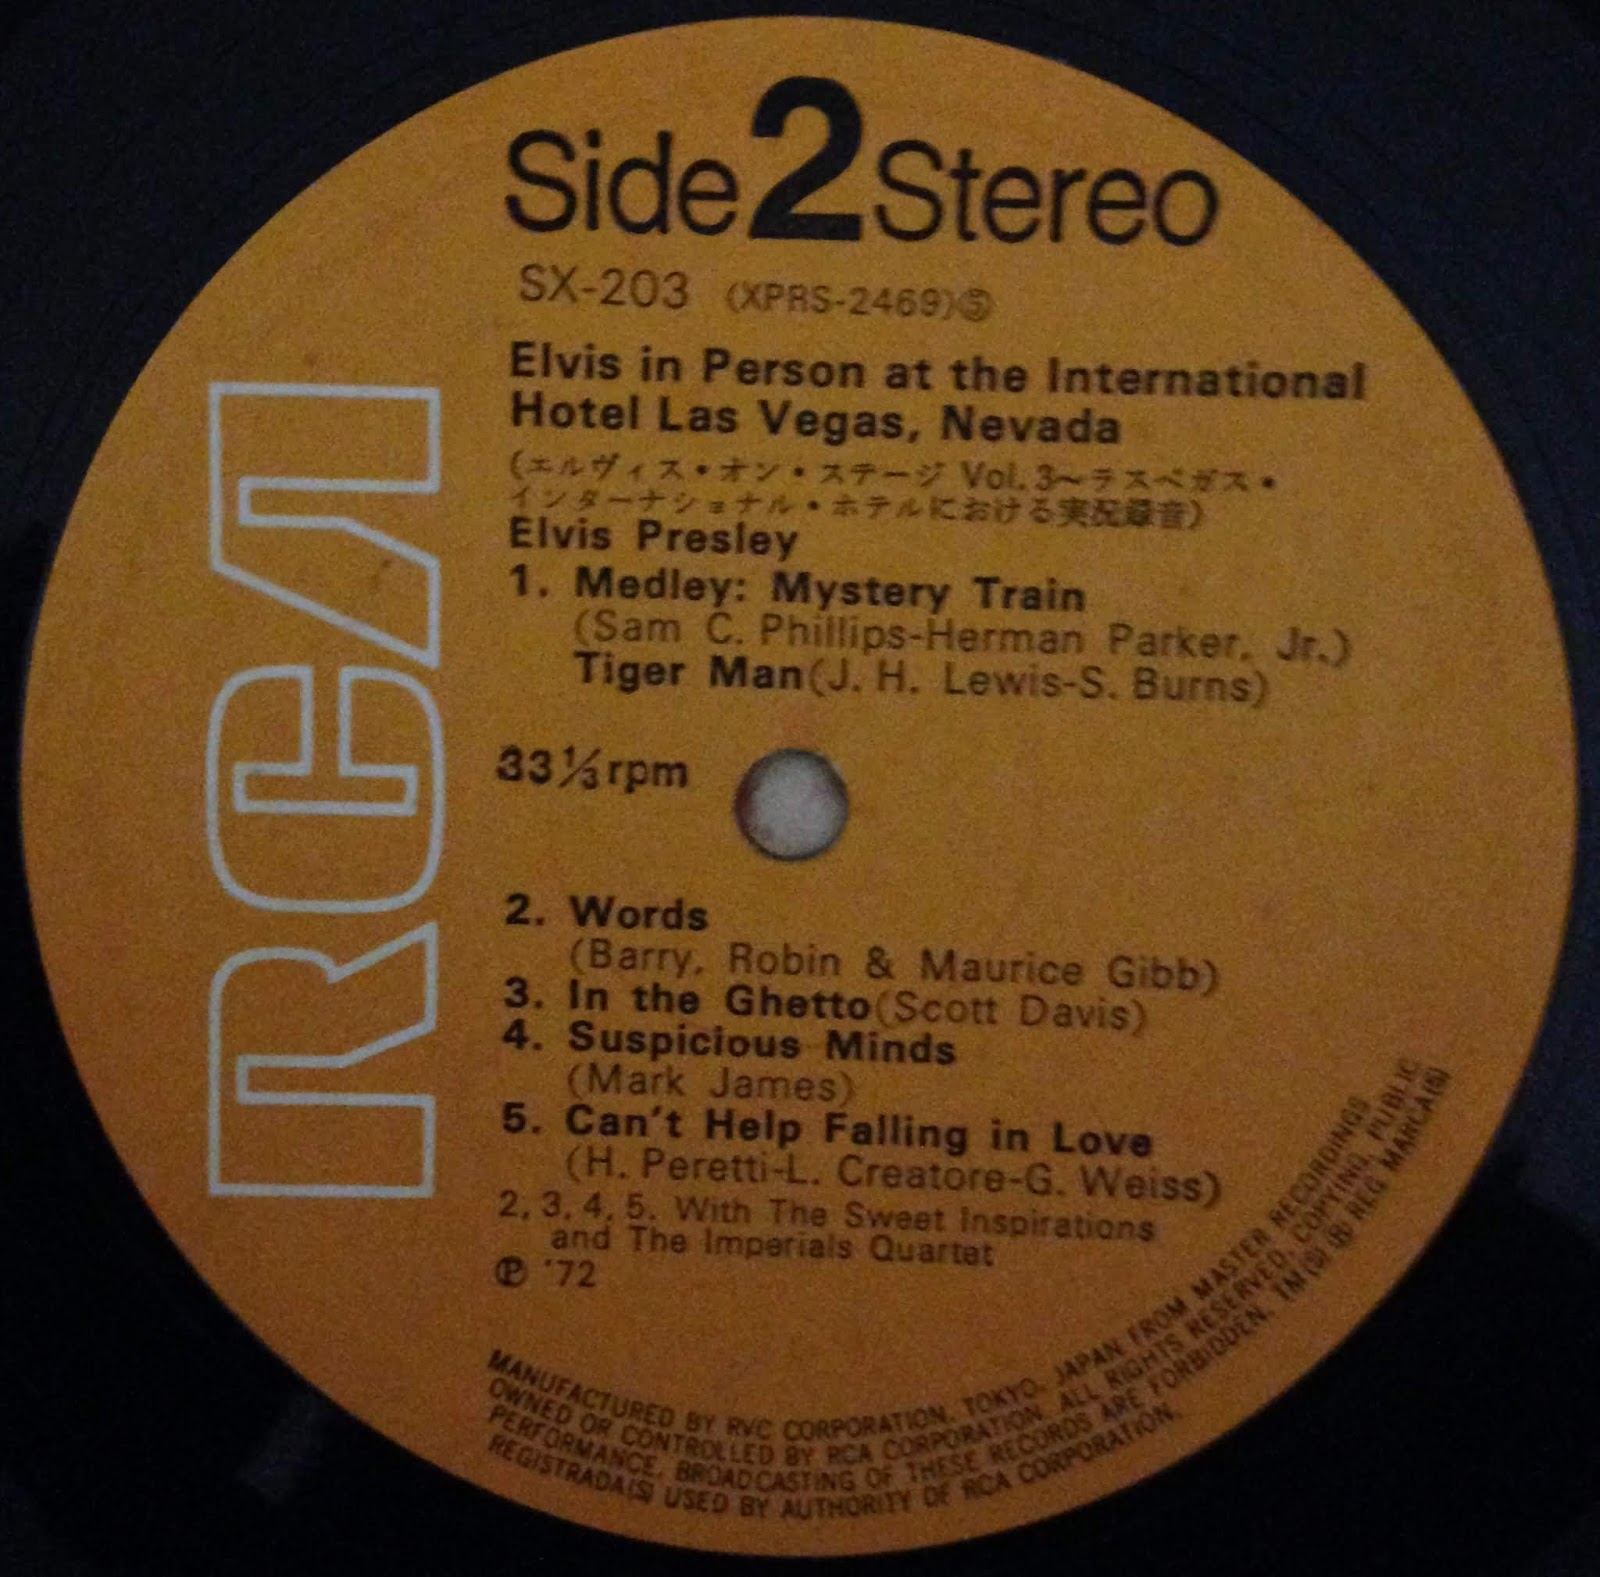 Side 2 Stereo
SX-203 (XPRS-2469)⑤
Elvis in Person at the International
Hotel Las Vegas, Nevada
(エルヴィス・オン・ステージ Vol. 3〜ラスベガス・
インターナショナル・ホテルにおける実況録音)
Elvis Presley
1. Medley: Mystery Train
(Sam C. Phillips-Herman Parker, Jr.)
Tiger Man(J. H. Lewis-S. Burns)
33⅓rpm
2. Words
(Barry, Robin & Maurice Gibb)
3. In the Ghetto(Scott Davis)
4. Suspicious Minds
(Mark James)
5. Can't Help Falling in Love
(H. Peretti-L. Creatore-G. Weiss)
2, 3, 4, 5. With The Sweet Inspirations
and The Imperials Quartet
℗ '72
RCA
MANUFACTURED BY RVC CORPORATION, TOKYO, JAPAN FROM MASTER RECORDINGS
OWNED OR CONTROLLED BY RCA CORPORATION. ALL RIGHTS RESERVED, COPYING, PUBLIC
PERFORMANCE, BROADCASTING OF THESE RECORDS ARE FORBIDDEN. TM(S) ® REG MARCA(S)
REGISTRADA(S) USED BY AUTHORITY OF RCA CORPORATION.